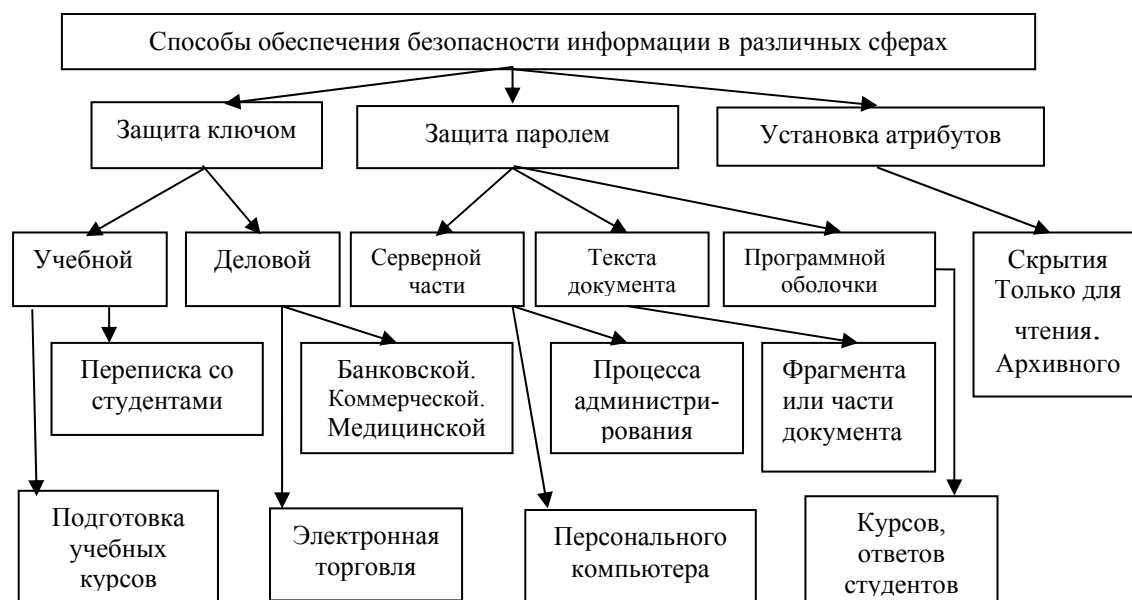 Способы обеспечения безопасности информации в различных сферах
Защита ключом
Защита паролем
Установка атрибутов
Учебной
Деловой
Серверной
части
Текста
документа
Программной
оболочки
Скрытия
Только для
чтения.
Архивного
Переписка со
студентами
Банковской.
Коммерческой.
Медицинской
Процесса
администри-
рования
Фрагмента
или части
документа
Подготовка
учебных
курсов
Электронная
торговля
Персонального
компьютера
Курсов,
ответов
студентов